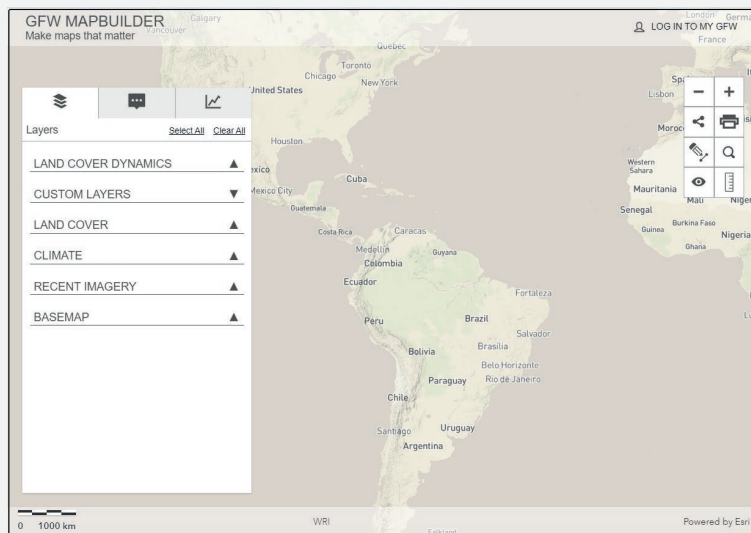 GFW MAPBUILDER
Make maps that matter
LOG IN TO MY GFW
Layers
Select All
Clear All
LAND COVER DYNAMICS
CUSTOM LAYERS
LAND COVER
CLIMATE
RECENT IMAGERY
BASEMAP
Calgary
Vancouver
Quebec
Toronto
Chicago
New York
United States
Houston
Mexico City
Cuba
Guatemala
Costa Rica
Caracas
Medellín
Colombia
Guyana
Ecuador
Fortaleza
Peru
Brazil
Salvador
Brasília
Bolivia
Belo Horizonte
Paraguay
Rio de Janeiro
Chile
Santiago
Uruguay
Argentina
Falkland
London
France
Lisbon
Western
Sahara
Mauritania
Mali
Senegal
Guinea
Burkina Faso
Ghana
Nigeria
0 1000 km
WRI
Powered by Esri